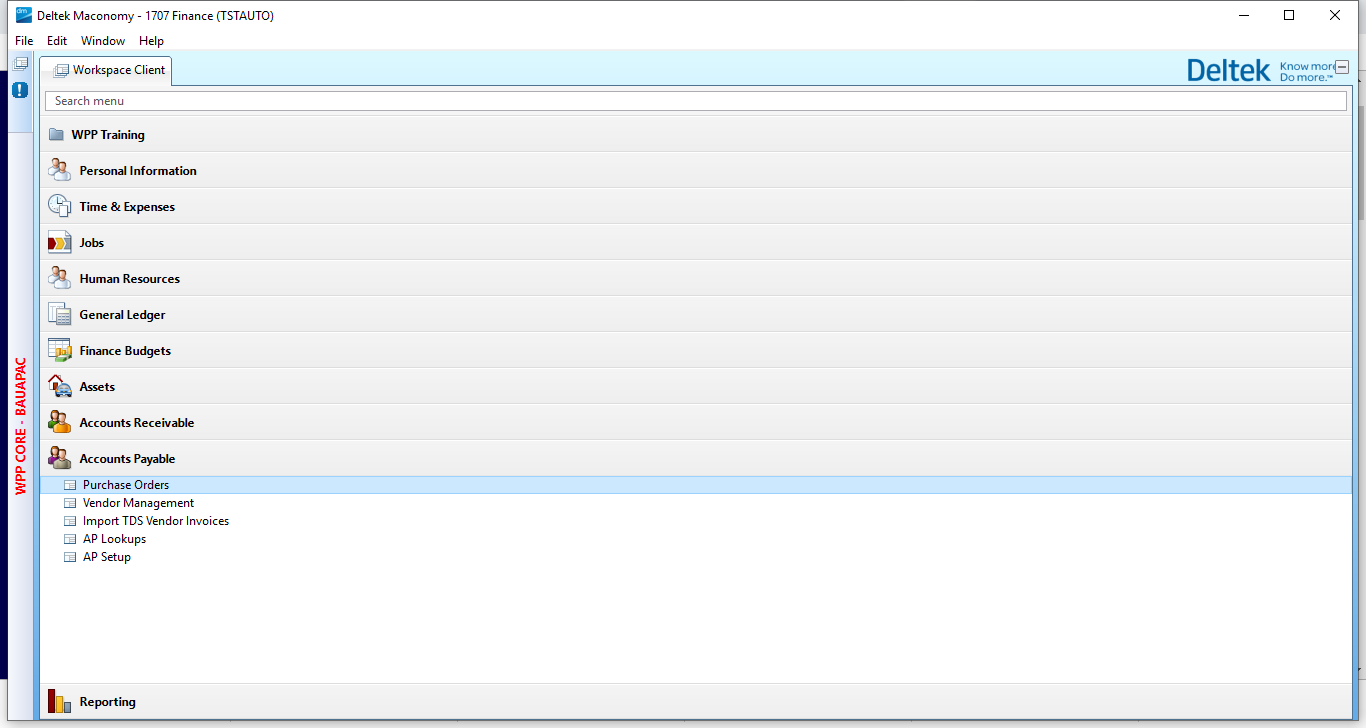 Deltek Maconomy - 1707 Finance (TSTAUTO)
File Edit Window Help
Workspace Client
Deltek
Know more
Do more.™
Search menu
WPP Training
Personal Information
Time & Expenses
Jobs
Human Resources
General Ledger
Finance Budgets
Assets
Accounts Receivable
Accounts Payable
Purchase Orders
Vendor Management
Import TDS Vendor Invoices
AP Lookups
AP Setup
Reporting
WPP CORE - BAUAPAC